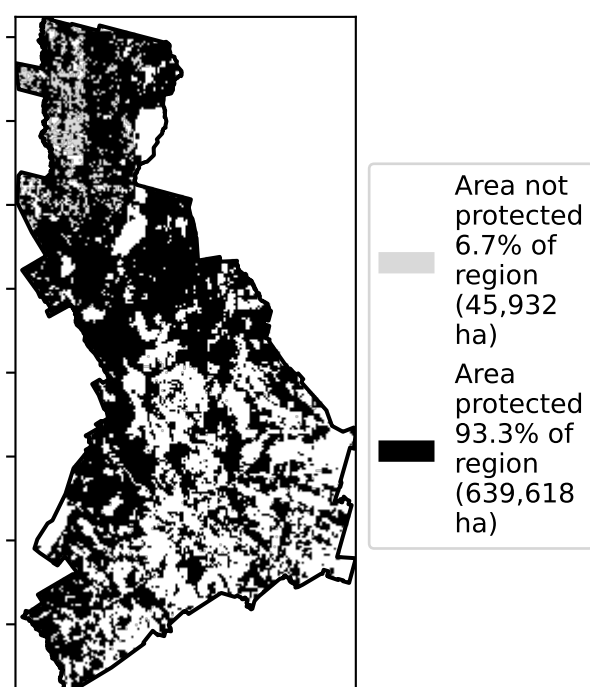 Area not
protected
6.7% of
region
(45,932
ha)
Area
protected
93.3% of
region
(639,618
ha)